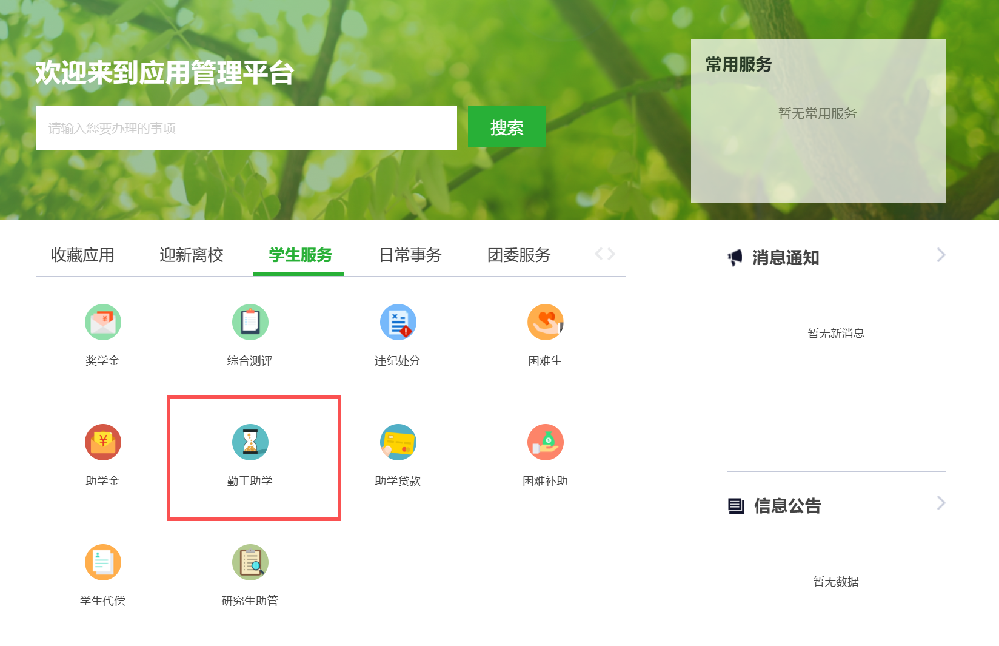 欢迎来到应用管理平台
请输入您要办理的事项
搜索
常用服务
暂无常用服务
收藏应用 迎新离校 学生服务 日常事务 团委服务
奖学金 综合测评 违纪处分 困难生
助学金 勤工助学 助学贷款 困难补助
学生代偿 研究生助管
消息通知
暂无新消息
信息公告
暂无数据